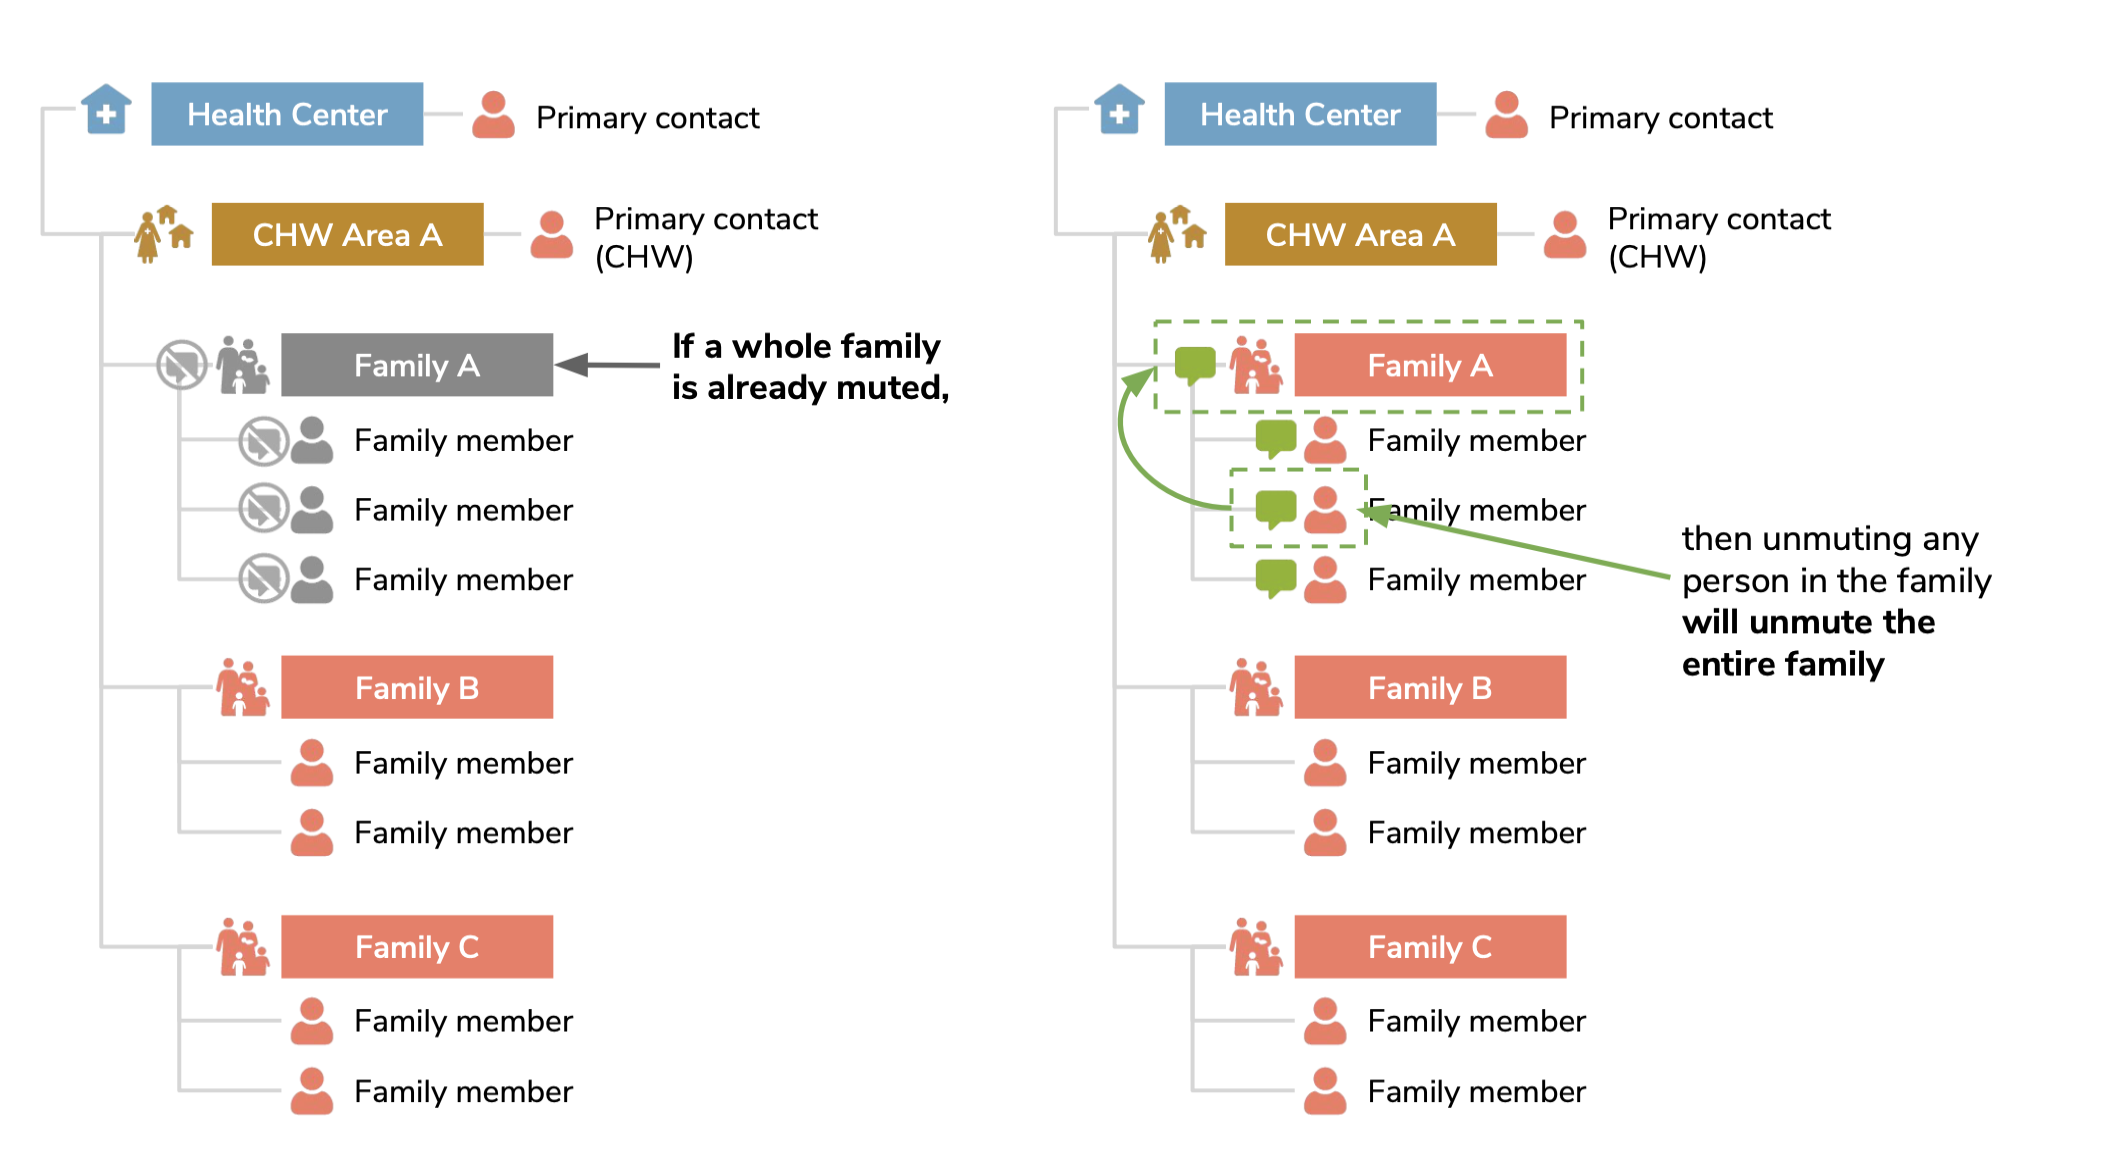 Health Center
Primary contact
CHW Area A
Primary contact
(CHW)
Family A
If a whole family
is already muted,
Family member
Family member
Family member
Family B
Family member
Family member
Family C
Family member
Family member
Health Center
Primary contact
CHW Area A
Primary contact
(CHW)
Family A
Family member
Family member
Family member
then unmuting any
person in the family
will unmute the
entire family
Family B
Family member
Family member
Family C
Family member
Family member